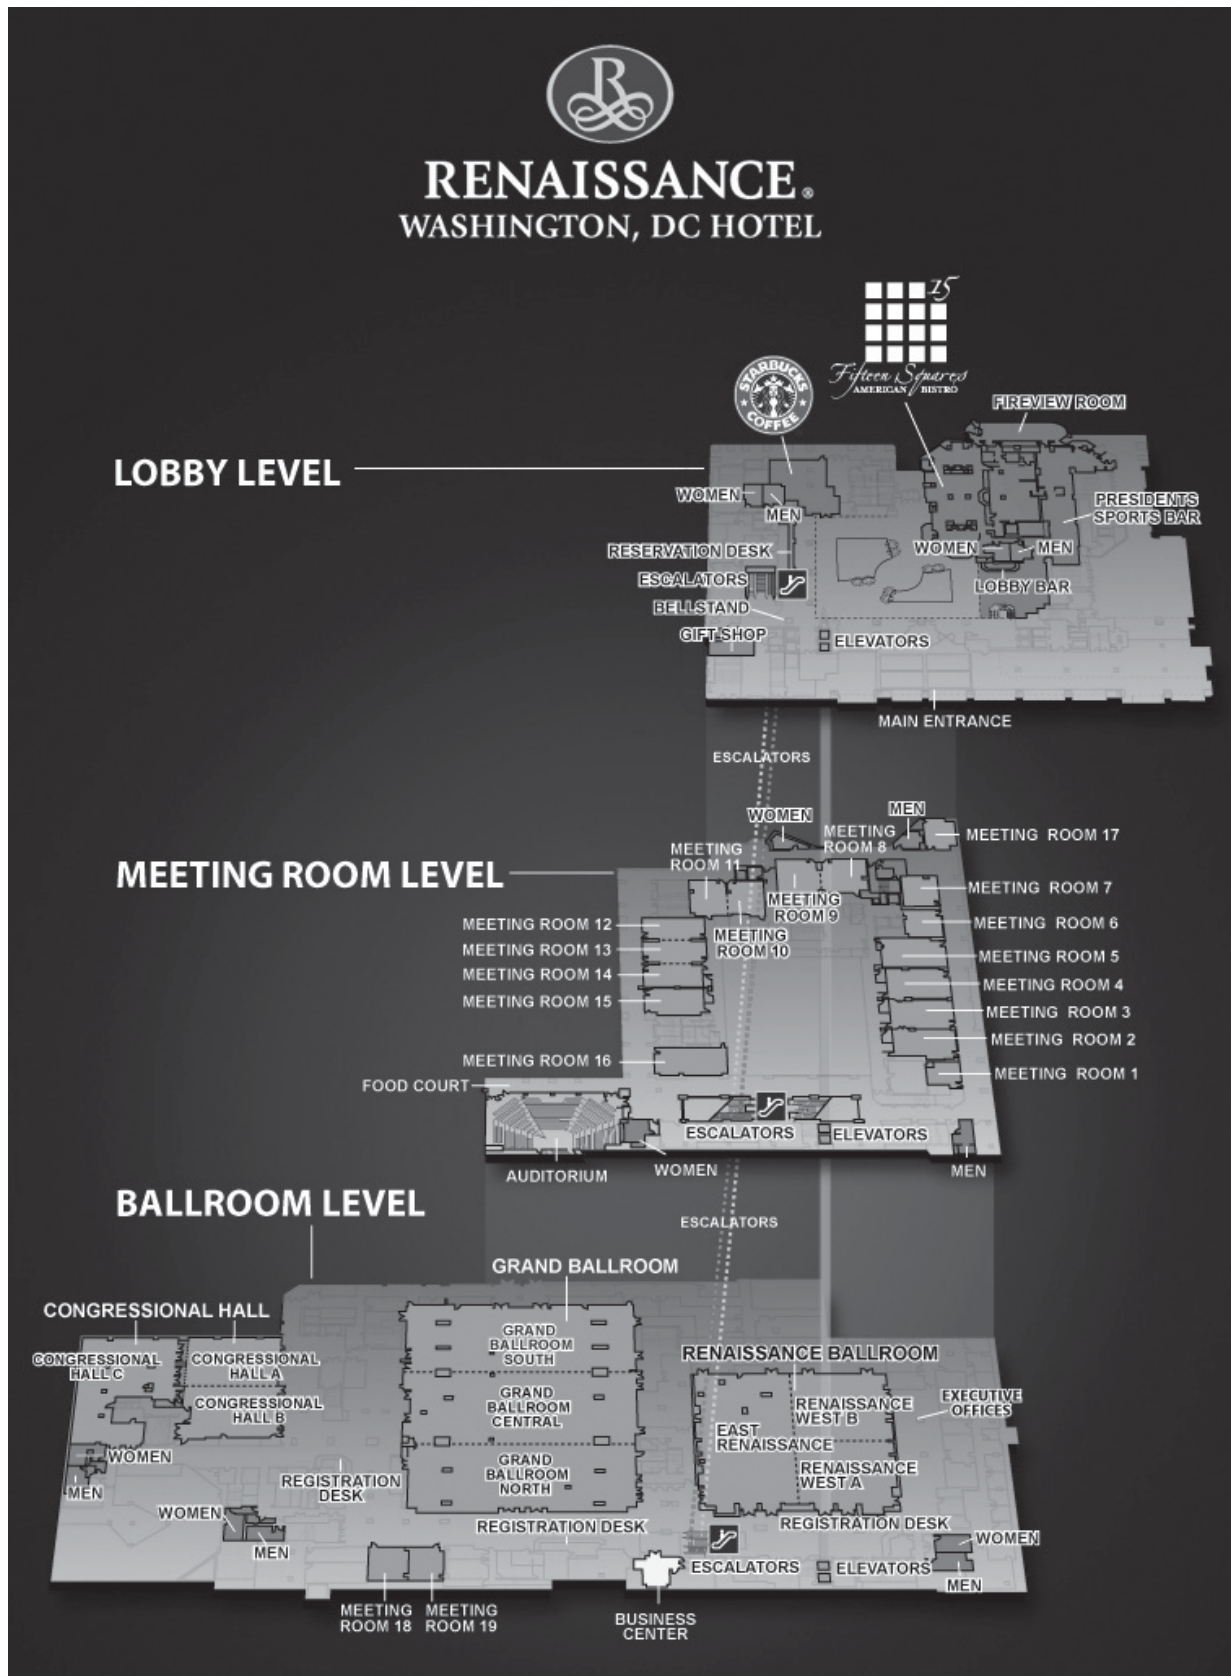 R
RENAISSANCE®
WASHINGTON, DC HOTEL
15
Fifteen Squares
AMERICAN BISTRO
STARBUCKS
COFFEE
FIREVIEW ROOM
LOBBY LEVEL
WOMEN
MEN
PRESIDENTS
SPORTS BAR
RESERVATION DESK
WOMEN
MEN
ESCALATORS
LOBBY BAR
BELLSTAND
GIFT SHOP
ELEVATORS
MAIN ENTRANCE
ESCALATORS
MEETING ROOM LEVEL
WOMEN
MEN
MEETING
ROOM 8
MEETING ROOM 17
MEETING
ROOM 11
MEETING ROOM 7
MEETING
ROOM 9
MEETING ROOM 12
MEETING ROOM 6
MEETING
ROOM 10
MEETING ROOM 13
MEETING ROOM 5
MEETING ROOM 14
MEETING ROOM 4
MEETING ROOM 15
MEETING ROOM 3
MEETING ROOM 2
MEETING ROOM 16
MEETING ROOM 1
FOOD COURT
ESCALATORS
ELEVATORS
AUDITORIUM
WOMEN
MEN
BALLROOM LEVEL
ESCALATORS
GRAND BALLROOM
CONGRESSIONAL HALL
GRAND
BALLROOM
SOUTH
CONGRESSIONAL
HALL C
CONGRESSIONAL
HALL A
RENAISSANCE BALLROOM
CONGRESSIONAL
HALL B
GRAND
BALLROOM
CENTRAL
RENAISSANCE
WEST B
EXECUTIVE
OFFICES
EAST
RENAISSANCE
WOMEN
MEN
REGISTRATION
DESK
GRAND
BALLROOM
NORTH
RENAISSANCE
WEST A
WOMEN
MEN
REGISTRATION DESK
REGISTRATION DESK
ESCALATORS
ELEVATORS
WOMEN
MEN
MEETING
ROOM 18
MEETING
ROOM 19
BUSINESS
CENTER